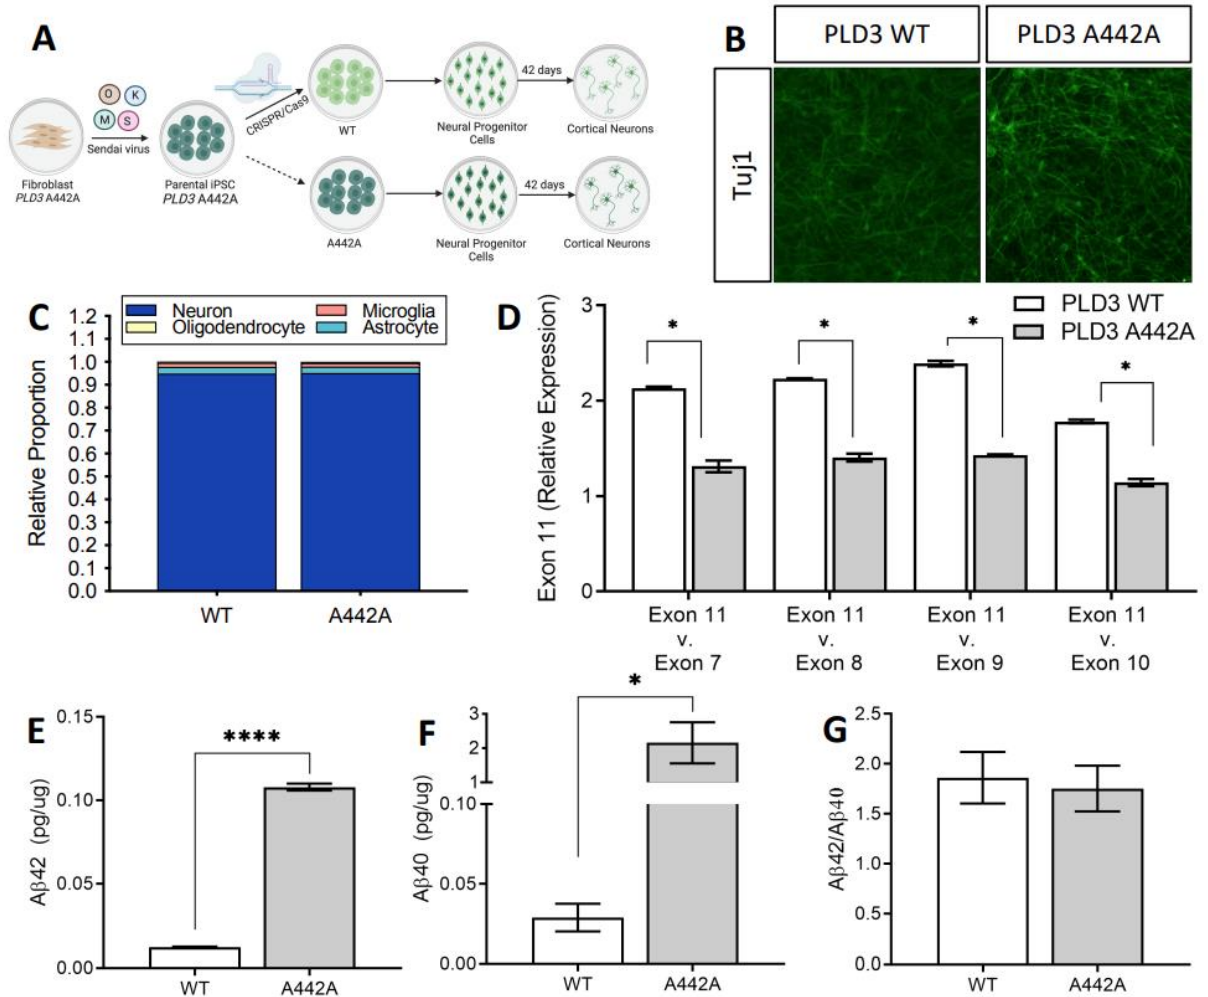 A
O
K
M
S
Sendai virus
Fibroblast
PLD3 A442A
Parental iPSC
PLD3 A442A
CRISPR/Cas9
WT
Neural Progenitor
Cells
42 days
Cortical Neurons
A442A
Neural Progenitor
Cells
42 days
Cortical Neurons
B
PLD3 WT
PLD3 A442A
Tuj1
C
Neuron
Microglia
Oligodendrocyte
Astrocyte
Relative Proportion
1.2
1.1
1.0
0.9
0.8
0.7
0.6
0.5
0.4
0.3
0.2
0.1
0.0
WT
A442A
D
PLD3 WT
PLD3 A442A
Exon 11 (Relative Expression)
3
2
1
0
*
*
*
*
Exon 11
v.
Exon 7
Exon 11
v.
Exon 8
Exon 11
v.
Exon 9
Exon 11
v.
Exon 10
E
Aβ42 (pg/ug)
0.15
0.10
0.05
0.00
****
WT
A442A
F
Aβ40 (pg/ug)
3
2
1
0.10
0.05
0.00
*
WT
A442A
G
Aβ42/Aβ40
2.5
2.0
1.5
1.0
0.5
0.0
WT
A442A